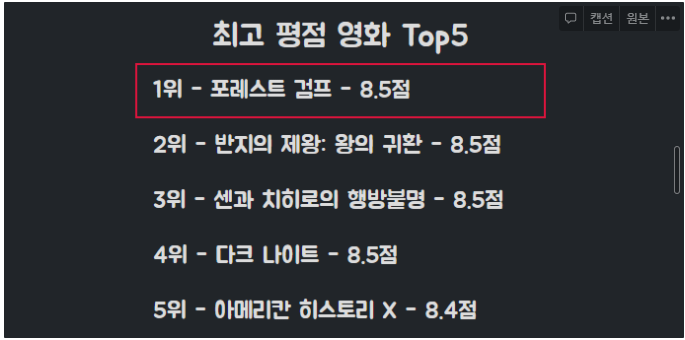 최고 평점 영화 Top5
캡션 원본
1위 - 포레스트 검프 - 8.5점
2위 - 반지의 제왕: 왕의 귀환 - 8.5점
3위 - 센과 치히로의 행방불명 - 8.5점
4위 - 다크 나이트 - 8.5점
5위 - 아메리칸 히스토리 X - 8.4점